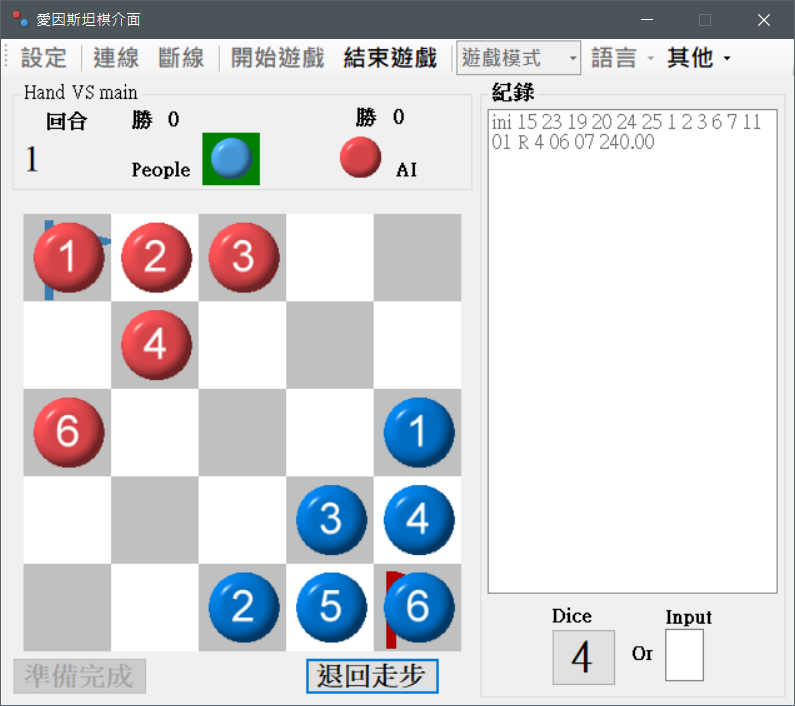 愛因斯坦棋介面
設定 連線 斷線 開始遊戲 結束遊戲 遊戲模式 語言 其他
Hand VS main
回合 勝 0 勝 0
1 People AI
紀錄
ini 15 23 19 20 24 25 1 2 3 6 7 11
01 R 4 06 07 240.00
1 2 3
4
6 1
3 4
2 5 6
Dice Input
4 Or
準備完成 退回走步